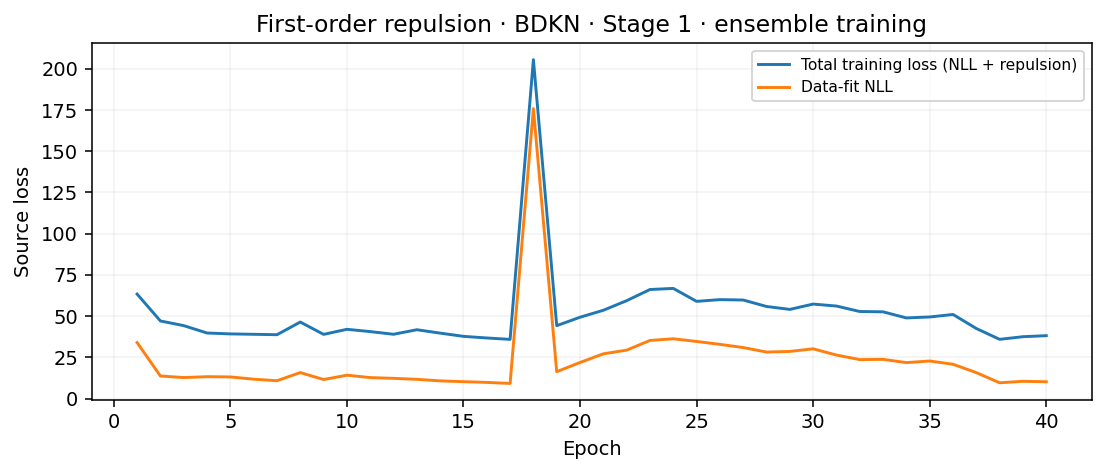 First-order repulsion · BDKN · Stage 1 · ensemble training
Total training loss (NLL + repulsion)
Data-fit NLL
Source loss
200
175
150
125
100
75
50
25
0
0 5 10 15 20 25 30 35 40
Epoch